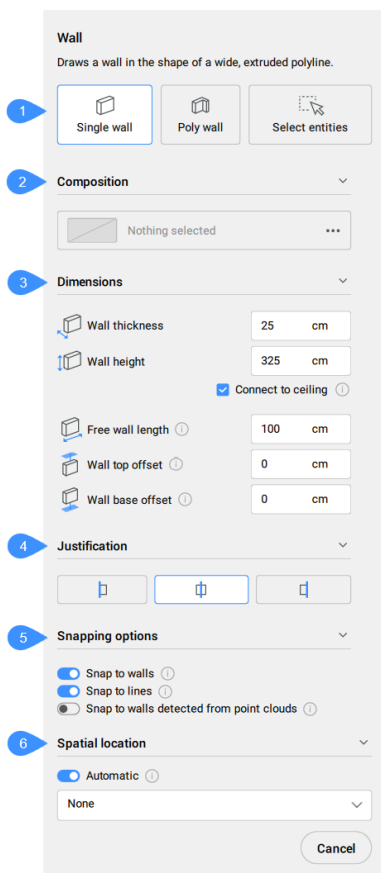 Wall
Draws a wall in the shape of a wide, extruded polyline.
1
Single wall
Poly wall
Select entities
2
Composition
Nothing selected
3
Dimensions
Wall thickness
25 cm
Wall height
325 cm
Connect to ceiling
Free wall length
100 cm
Wall top offset
0 cm
Wall base offset
0 cm
4
Justification
5
Snapping options
Snap to walls
Snap to lines
Snap to walls detected from point clouds
6
Spatial location
Automatic
None
Cancel